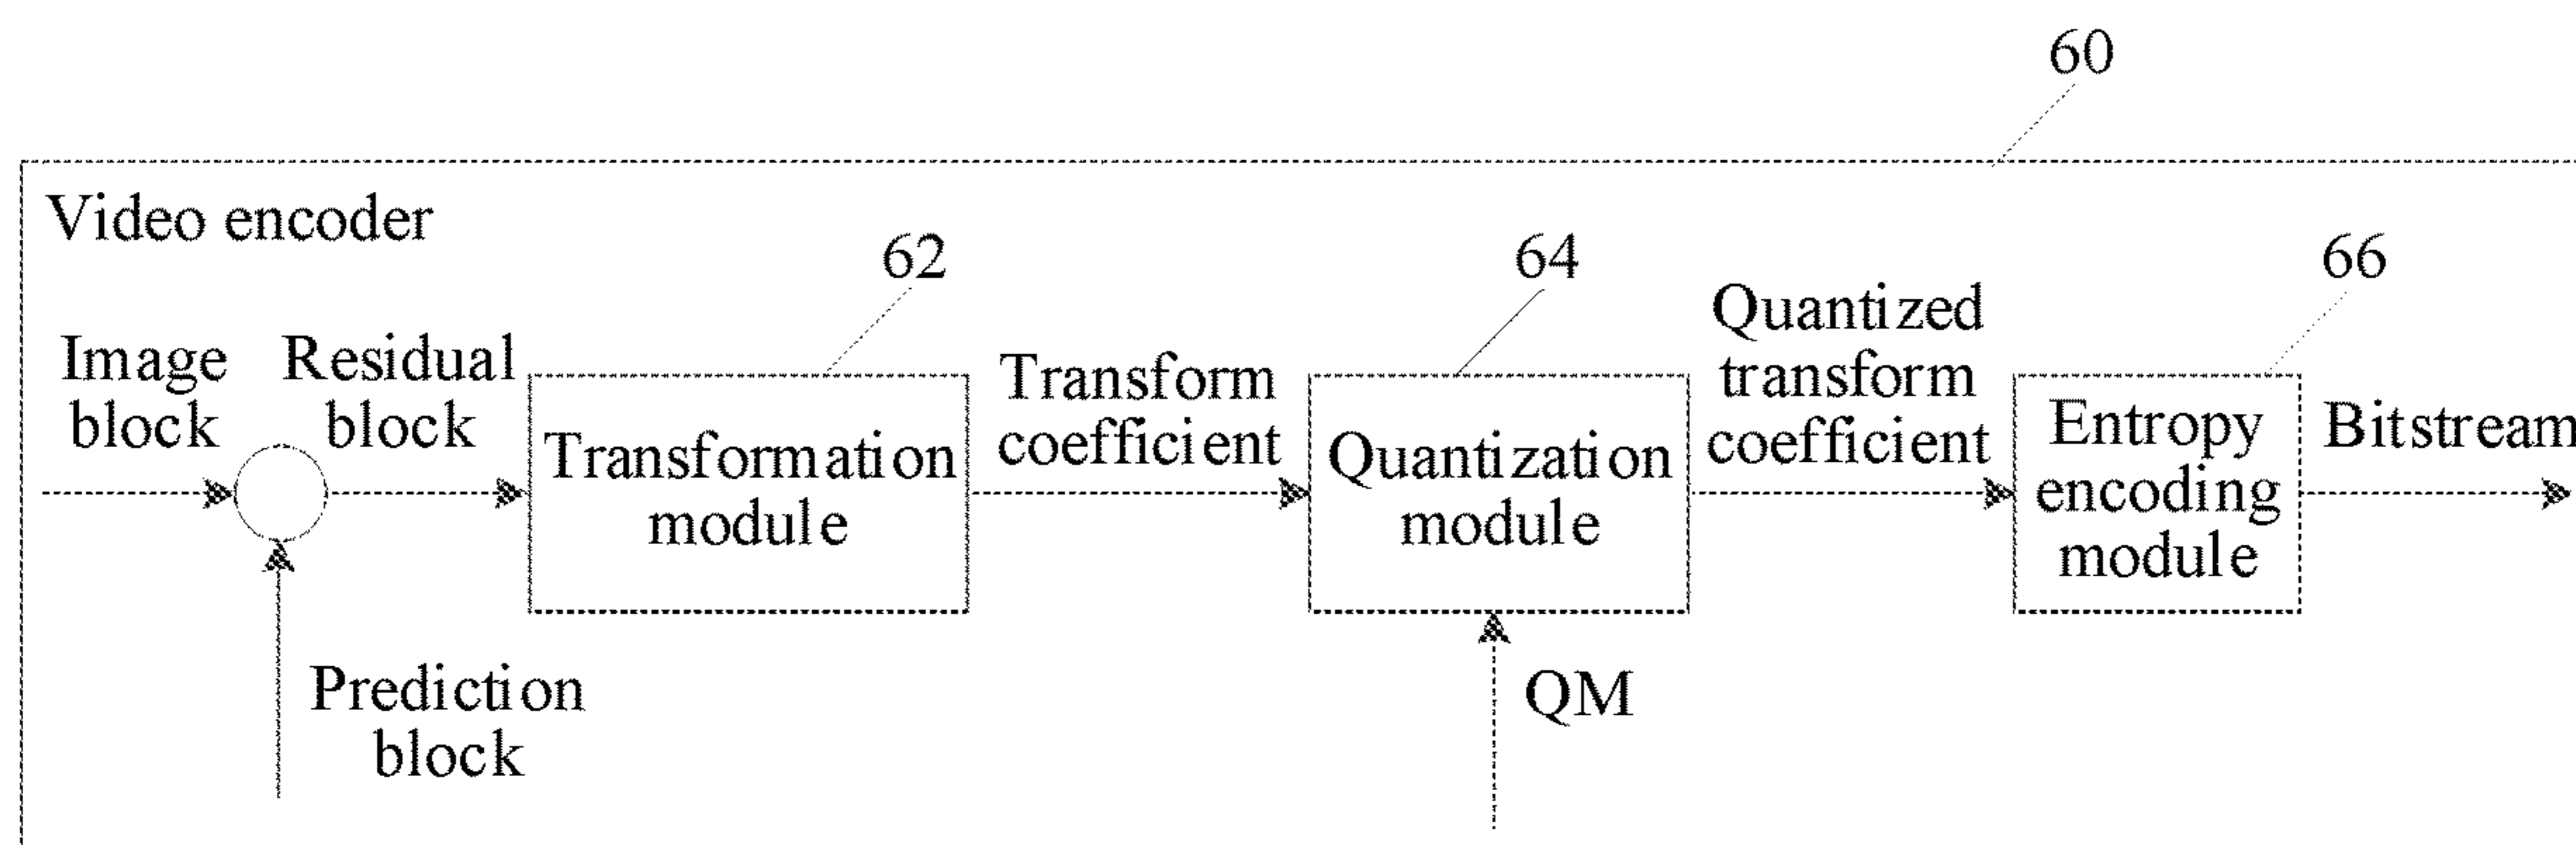 60
Video encoder
62
64
66
Image
block
Residual
block
Transformation
module
Transform
coefficient
Quantization
module
Quantized
transform
coefficient
Entropy
encoding
module
Bitstream
Prediction
block
QM